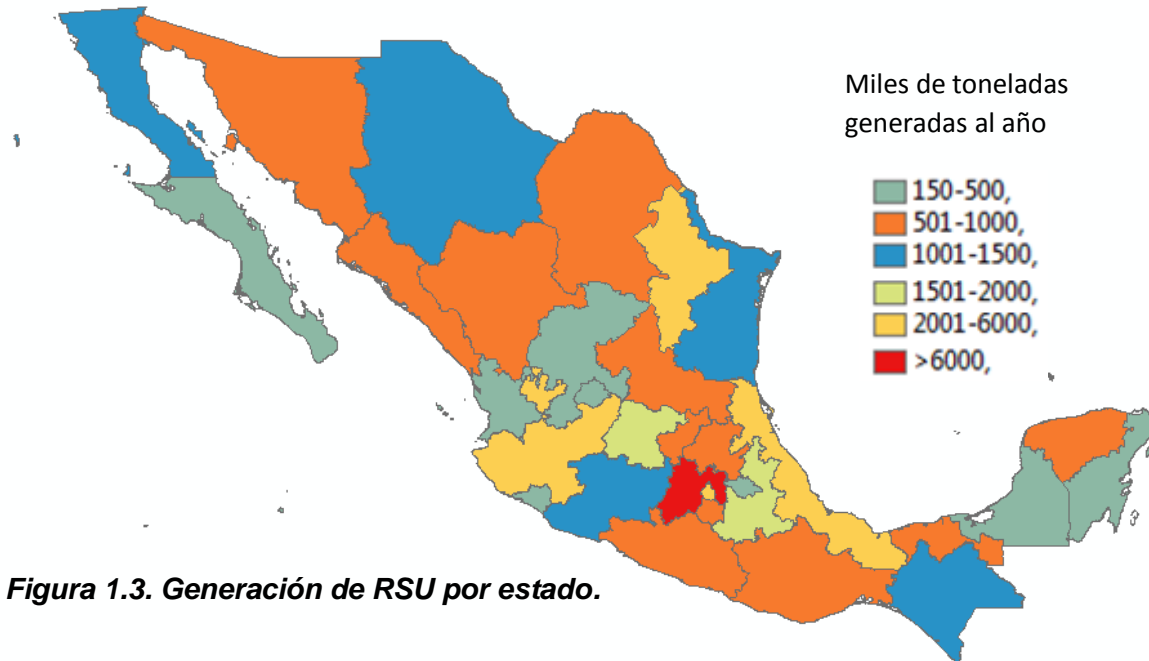 Miles de toneladas
generadas al año
150-500,
501-1000,
1001-1500,
1501-2000,
2001-6000,
>6000,
Figura 1.3. Generación de RSU por estado.